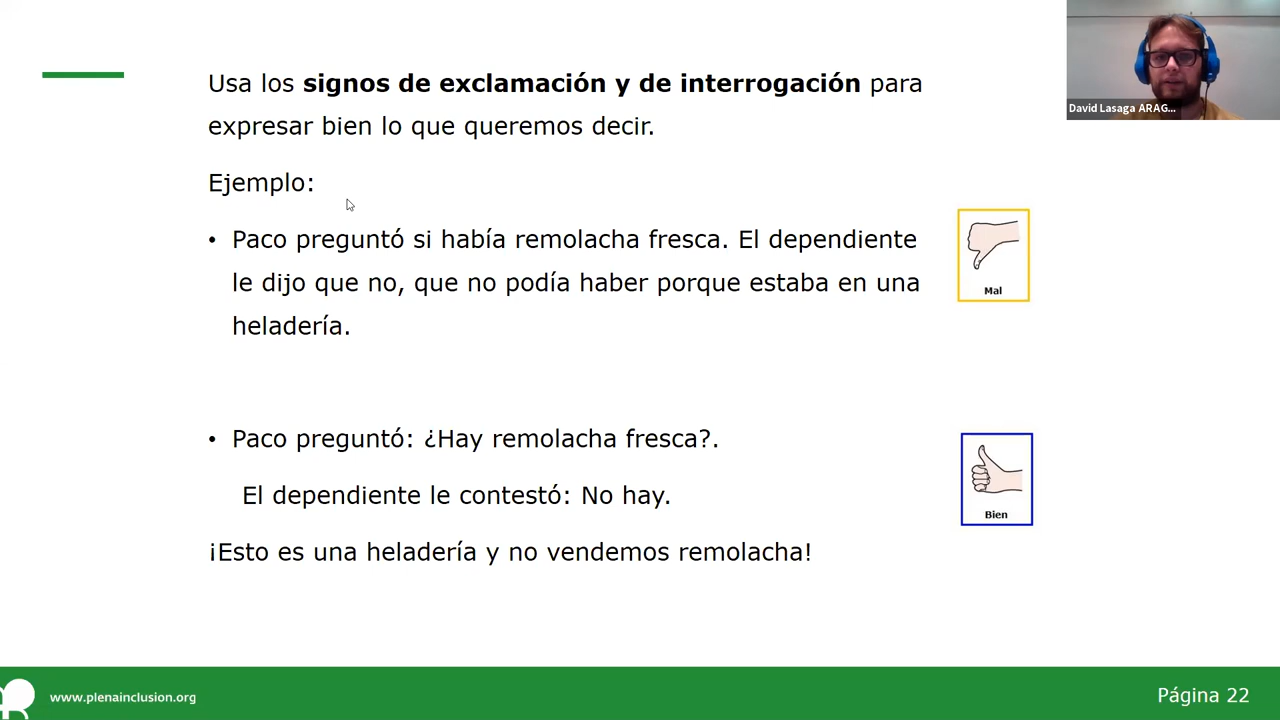 Usa los signos de exclamación y de interrogación para
expresar bien lo que queremos decir.
Ejemplo:
• Paco preguntó si había remolacha fresca. El dependiente
le dijo que no, que no podía haber porque estaba en una
heladería.
Mal
• Paco preguntó: ¿Hay remolacha fresca?.
El dependiente le contestó: No hay.
¡Esto es una heladería y no vendemos remolacha!
Bien
David Lasaga ARAG...
www.plenainclusion.org
Página 22